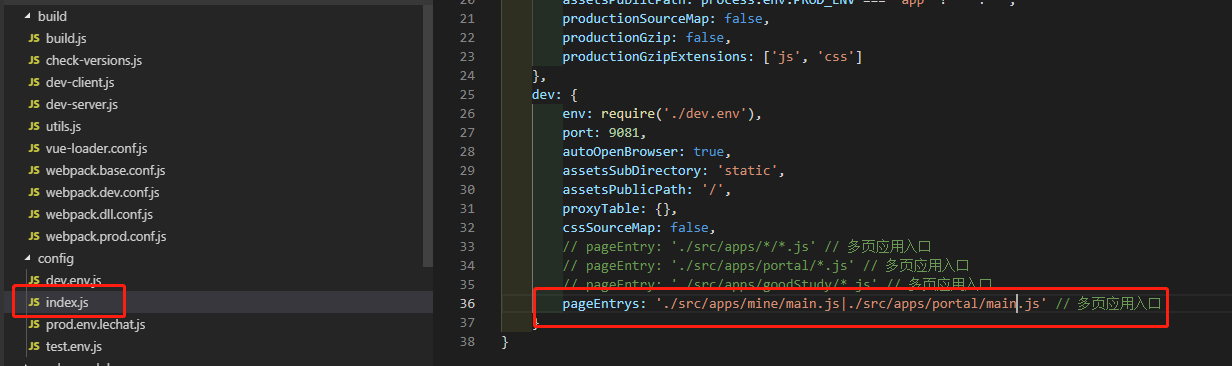 build
JS build.js
JS check-versions.js
JS dev-client.js
JS dev-server.js
JS utils.js
JS vue-loader.conf.js
JS webpack.base.conf.js
JS webpack.dev.conf.js
JS webpack.dll.conf.js
JS webpack.prod.conf.js
config
JS dev.env.js
JS index.js
JS prod.env.lechat.js
JS test.env.js
20 assetsPublicPath: process.env.PROD_ENV === 'app' ?
21 productionSourceMap: false,
22 productionGzip: false,
23 productionGzipExtensions: ['js', 'css']
24 },
25 dev: {
26 env: require('./dev.env'),
27 port: 9081,
28 autoOpenBrowser: true,
29 assetsSubDirectory: 'static',
30 assetsPublicPath: '/',
31 proxyTable: {},
32 cssSourceMap: false,
33 // pageEntry: './src/apps/*/*.js' // 多页应用入口
34 // pageEntry: './src/apps/portal/*.js' // 多页应用入口
35 // pageEntry: './src/apps/goodStudy/*.js' // 多页应用入口
36 pageEntrys: './src/apps/mine/main.js|./src/apps/portal/main.js' // 多页应用入口
37 }
38 }